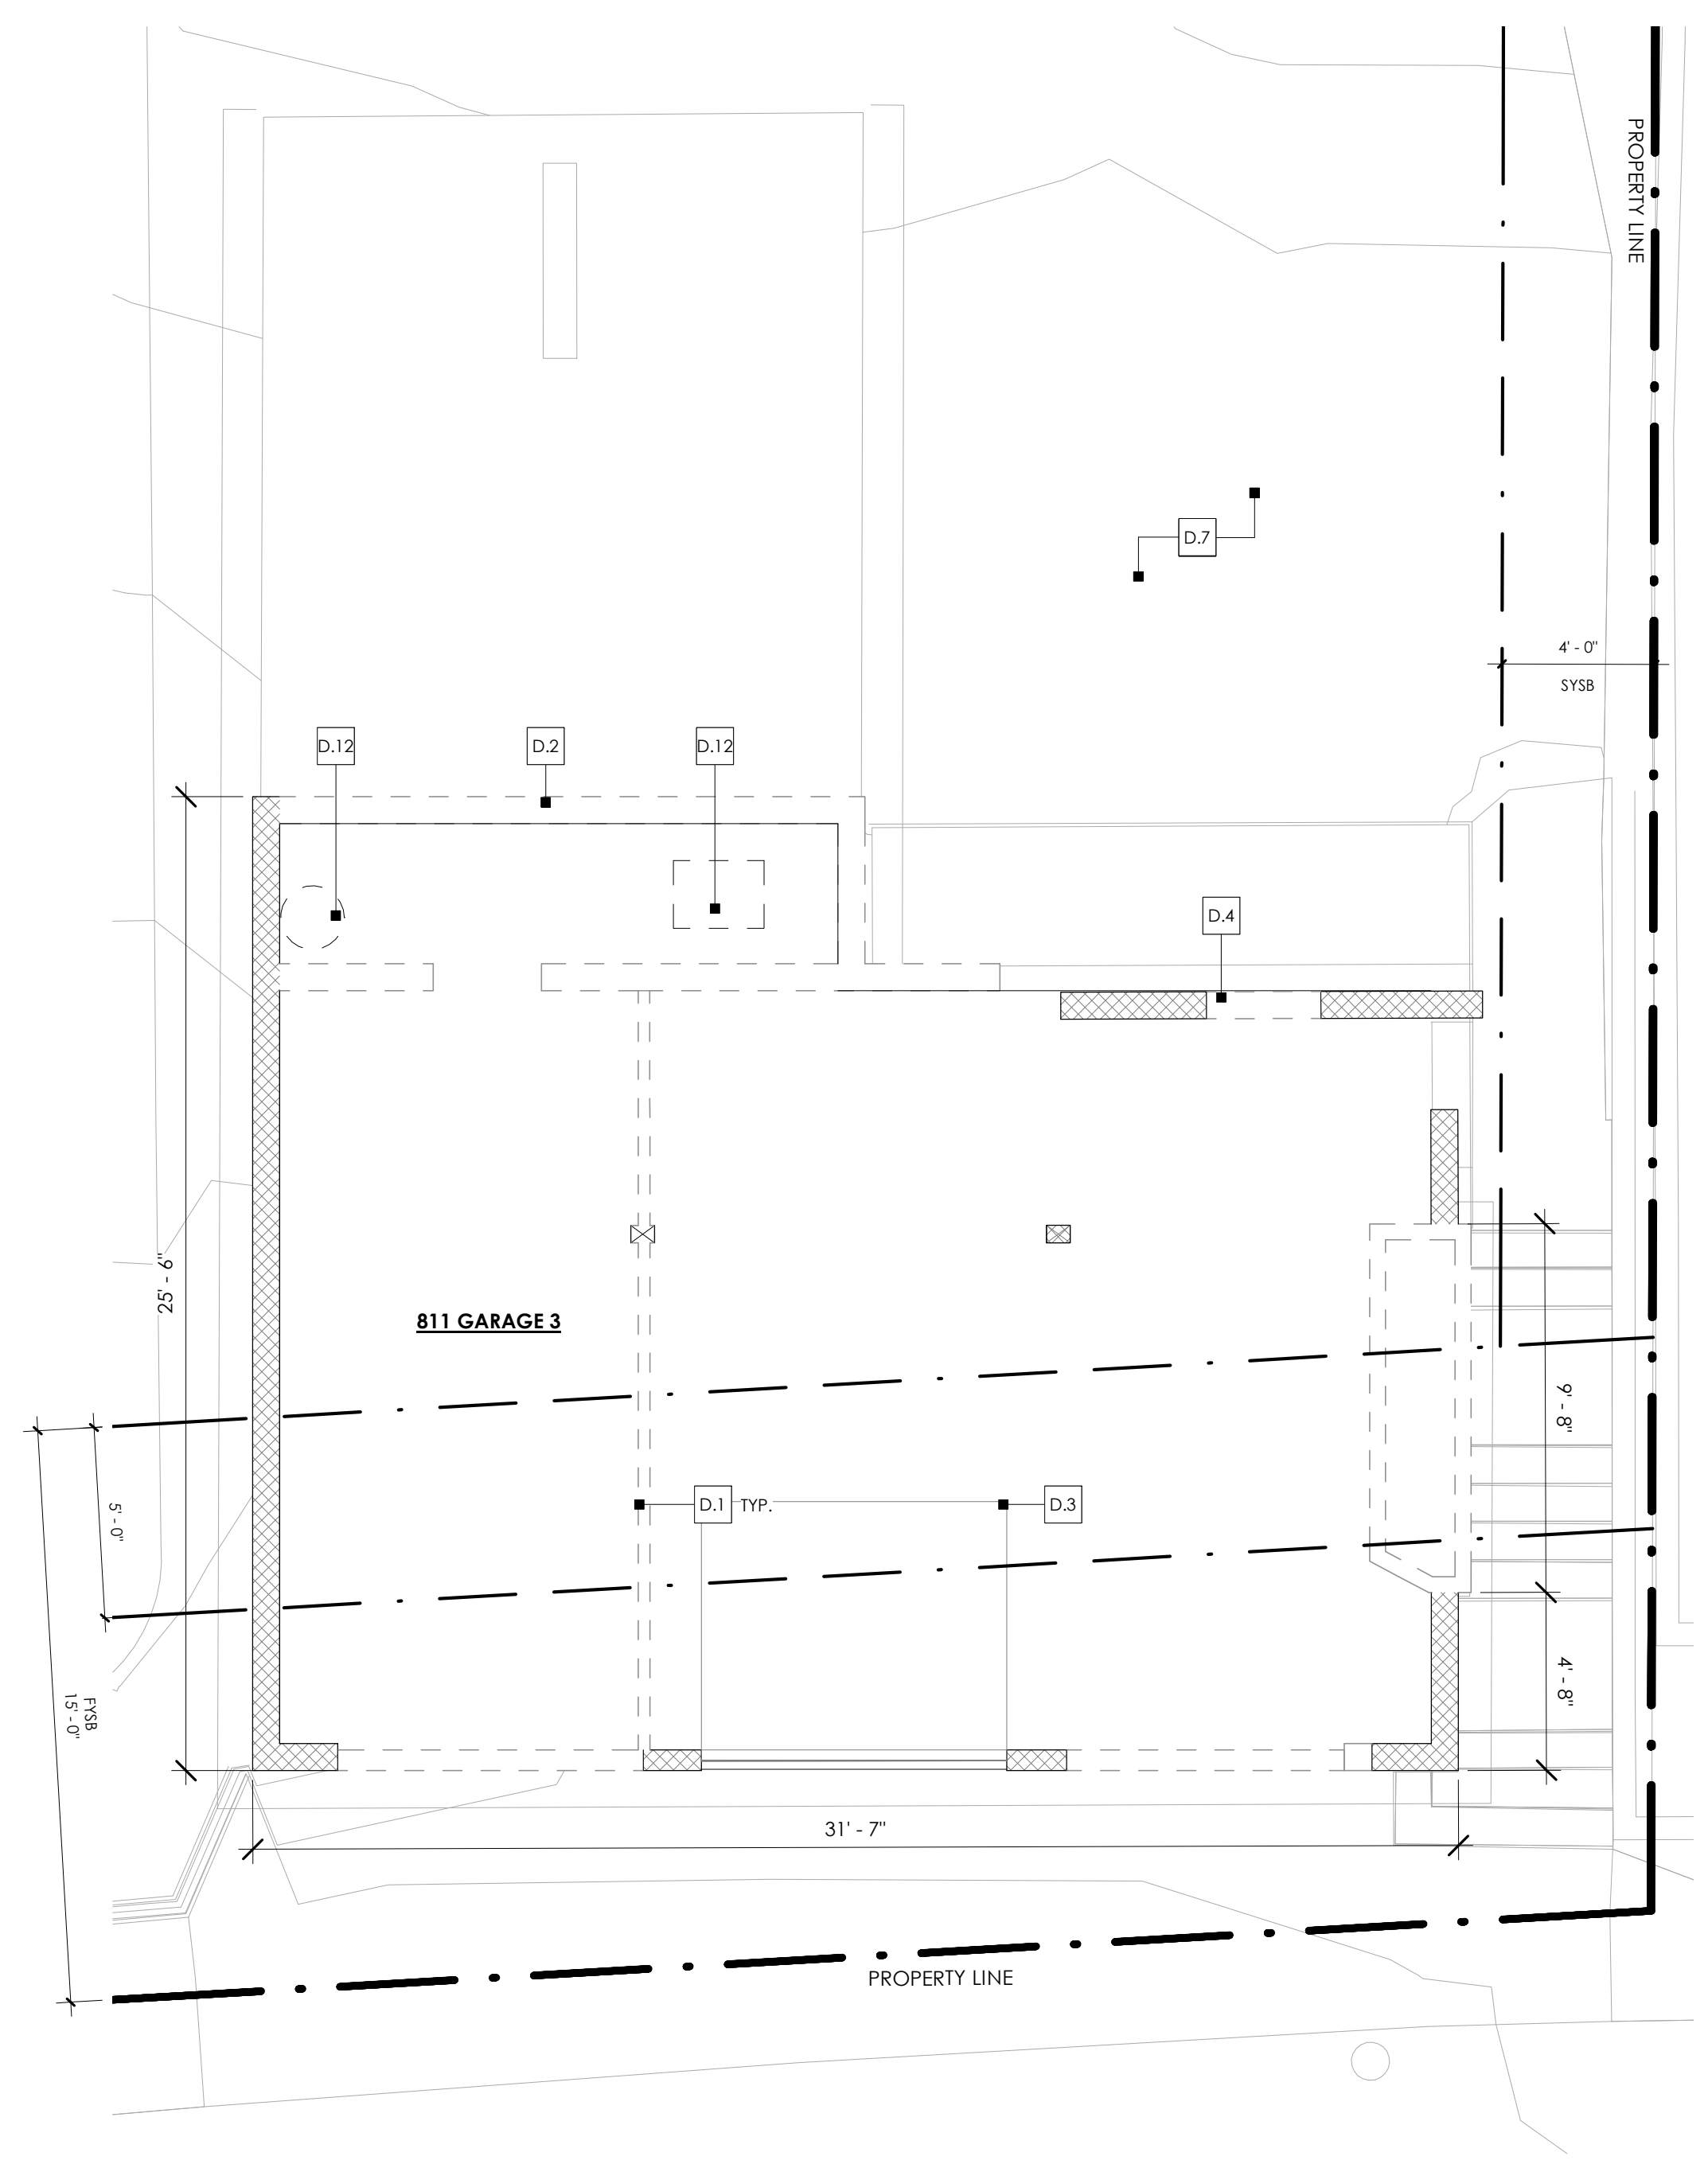 PROPERTY LINE
D.7
4' - 0"
SYSB
D.12
D.2
D.12
D.4
25' - 6"
811 GARAGE 3
9' - 8"
D.1 TYP.
D.3
5' - 0"
4' - 8"
FYSB
15' - 0"
31' - 7"
PROPERTY LINE